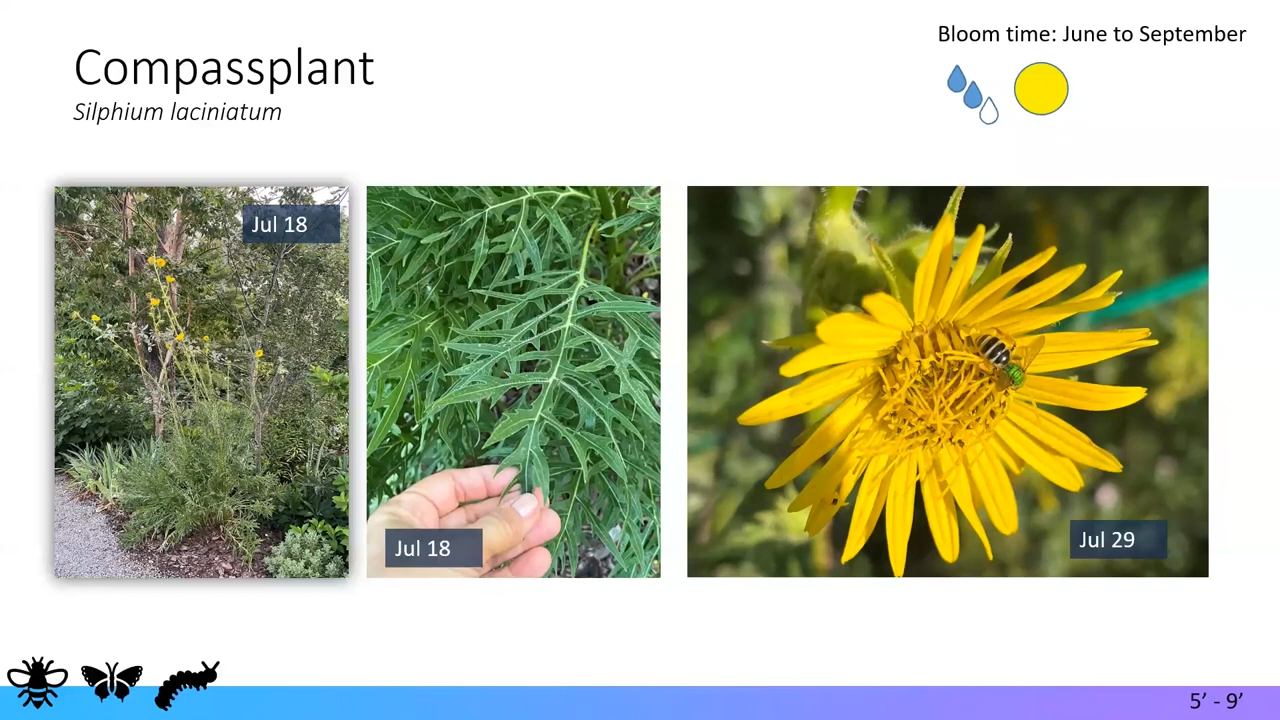 Bloom time: June to September
Compassplant
Silphium laciniatum
Jul 18
Jul 18
Jul 29
5’ - 9’